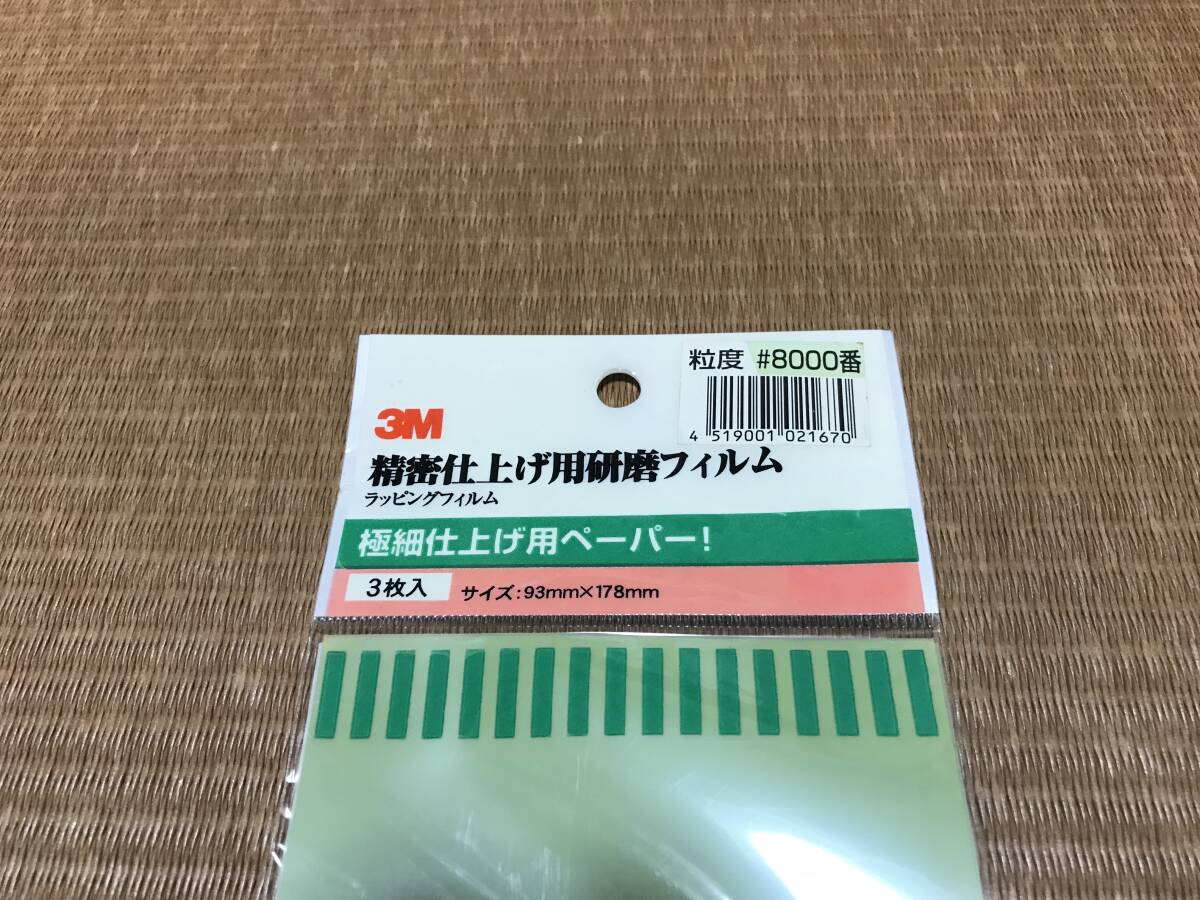 粒度 #8000番
4 519001 021670
3M
精密仕上げ用研磨フィルム
ラッピングフィルム
極細仕上げ用ペーパー!
3枚入 サイズ:93mm×178mm